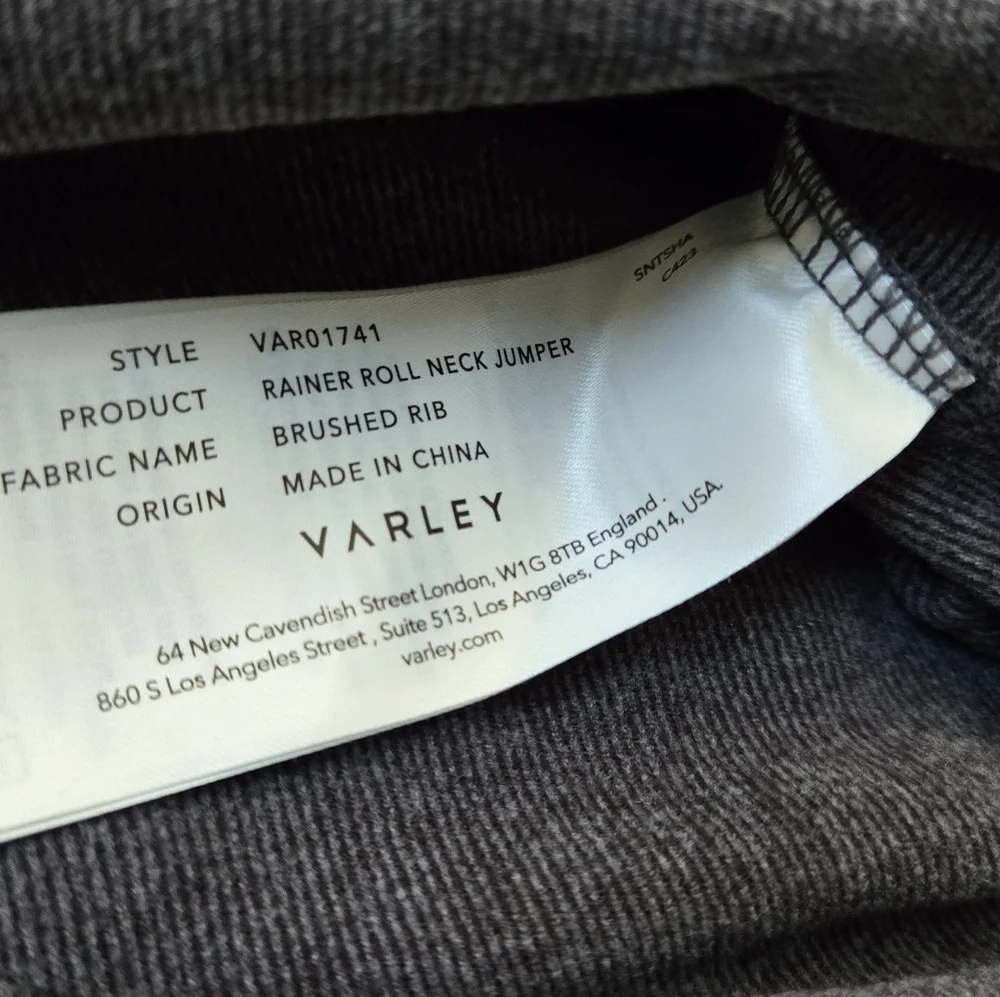 SNTSHA
C423
STYLE VAR01741
PRODUCT RAINER ROLL NECK JUMPER
FABRIC NAME BRUSHED RIB
ORIGIN MADE IN CHINA
VARLEY
64 New Cavendish Street London, W1G 8TB England .
860 S Los Angeles Street , Suite 513, Los Angeles, CA 90014, USA.
varley.com